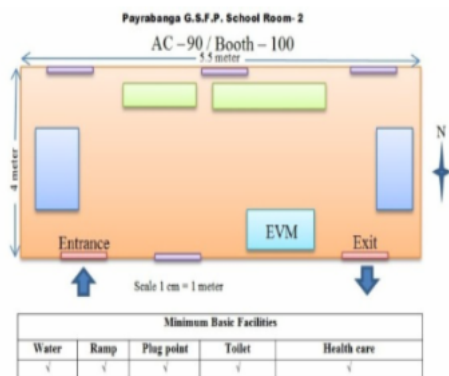 Payrabanga G.S.F.P. School Room- 2
AC – 90 / Booth – 100
5.5 meter
4 meter
N
EVM
Entrance
Exit
Scale 1 cm = 1 meter
Minimum Basic Facilities
Water Ramp Plug point Toilet Health care
√ √ √ √ √